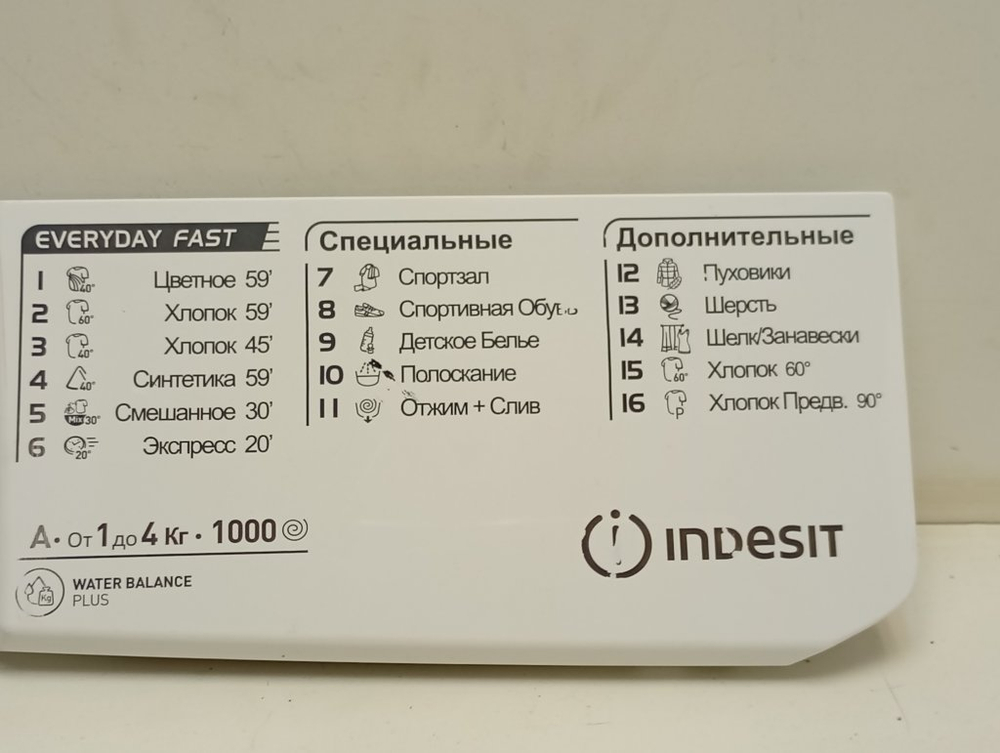 EVERYDAY FAST
1 40° Цветное 59'
2 60° Хлопок 59'
3 40° Хлопок 45'
4 40° Синтетика 59'
5 Mix 30° Смешанное 30'
6 20° Экспресс 20'
Специальные
7 Спортзал
8 Спортивная Обувь
9 Детское Белье
10 Полоскание
11 Отжим + Слив
Дополнительные
12 Пуховики
13 Шерсть
14 Шелк/Занавески
15 60° Хлопок 60°
16 P Хлопок Предв. 90°
A • От 1 до 4 Кг • 1000
Kg WATER BALANCE
PLUS
INDESIT